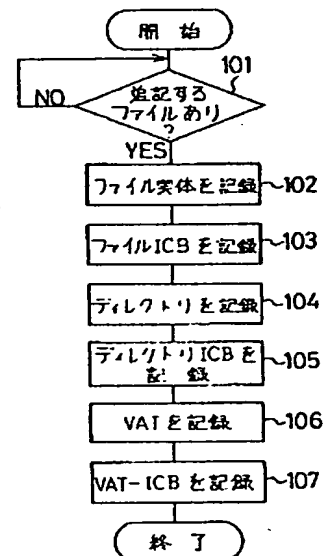 開始
101
追記する
ファイルあり
?
NO
YES
ファイル実体を記録
102
ファイルICBを記録
103
ディレクトリを記録
104
ディレクトリICBを
記録
105
VATを記録
106
VAT-ICBを記録
107
終了